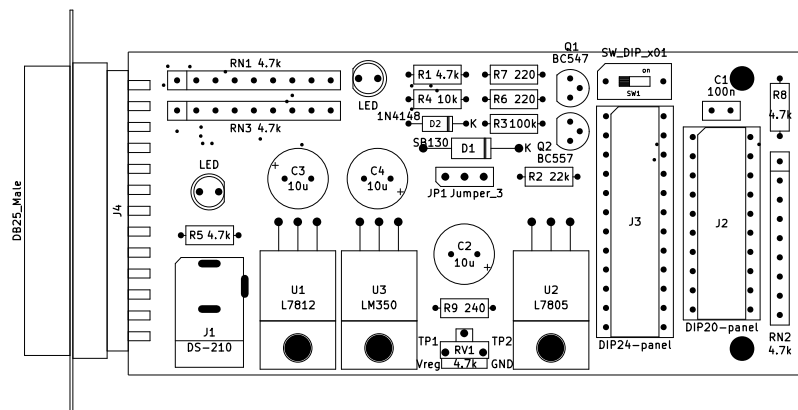 RN1 4.7k
RN3 4.7k
LED
Q1
BC547
SW_DIP_x01
on
SW1
C1
100n
R8
4.7k
R1 4.7k
R7 220
R4 10k
R6 220
1N4148
D2
K
R3 100k
SB130
D1
K
Q2
BC557
LED
C3
10u
C4
10u
JP1 Jumper_3
R2 22k
DB25_Male
J4
R5 4.7k
J3
J2
C2
10u
U1
L7812
U3
LM350
U2
L7805
R9 240
J1
DS-210
TP1
TP2
RV1
4.7k
Vreg
GND
DIP24-panel
DIP20-panel
RN2
4.7k